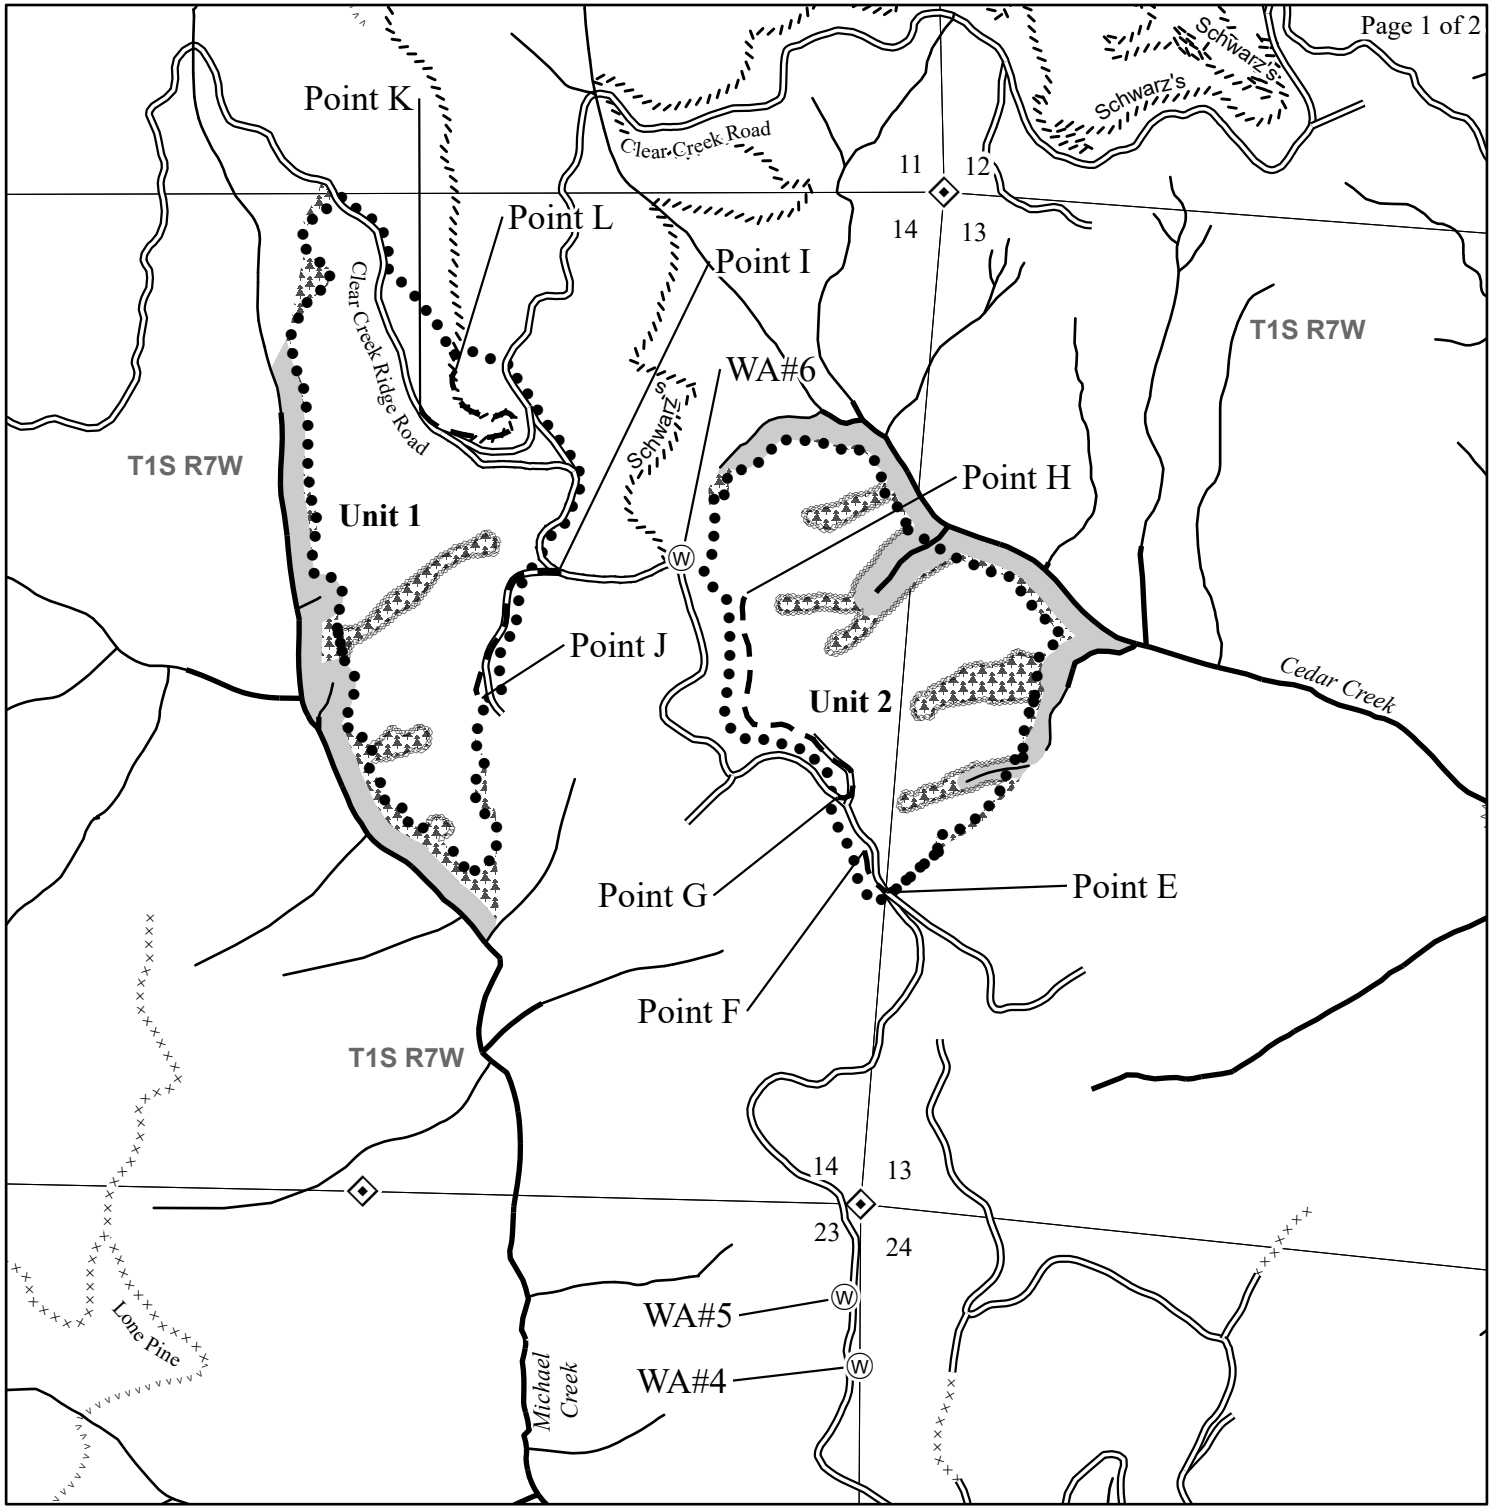 Page 1 of 2
Schwarz's
Schwarz's
Point K
Clear Creek Road
11
12
14
13
Point L
Point I
T1S R7W
Clear Creek Ridge Road
WA#6
Schwarz's
T1S R7W
Point H
Unit 1
W
Point J
Cedar Creek
Unit 2
Point G
Point E
Point F
T1S R7W
14
13
23
24
W
WA#5
Lone Pine
W
WA#4
Michael
Creek